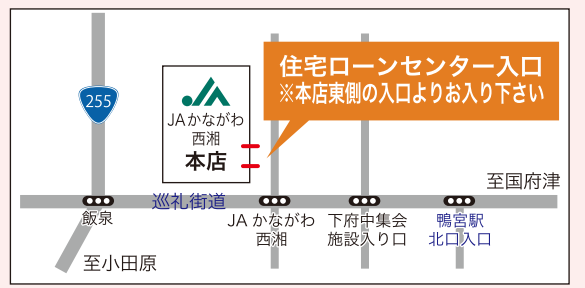 住宅ローンセンター入口
※本店東側の入口よりお入り下さい
255
JA
JAかながわ
西湘
本店
至国府津
巡礼街道
飯泉
JAかながわ
西湘
下府中集会
施設入り口
鴨宮駅
北口入口
至小田原